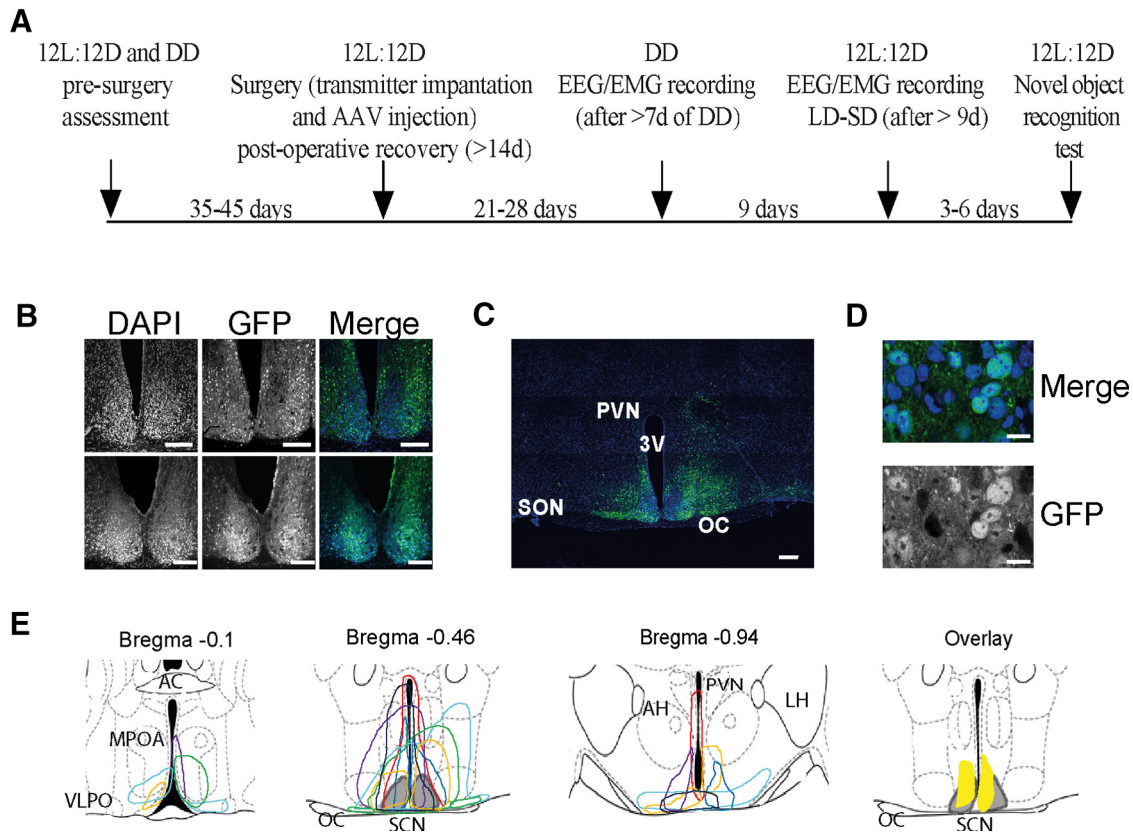 A
12L:12D and DD
pre-surgery
assessment
12L:12D
Surgery (transmitter impantation
and AAV injection)
post-operative recovery (>14d)
DD
EEG/EMG recording
(after >7d of DD)
12L:12D
EEG/EMG recording
LD-SD (after > 9d)
12L:12D
Novel object
recognition
test
35-45 days
21-28 days
9 days
3-6 days
B
DAPI
GFP
Merge
C
PVN
3V
SON
OC
D
Merge
GFP
E
Bregma -0.1
AC
MPOA
VLPO
Bregma -0.46
OC
SCN
Bregma -0.94
PVN
AH
LH
Overlay
OC
SCN